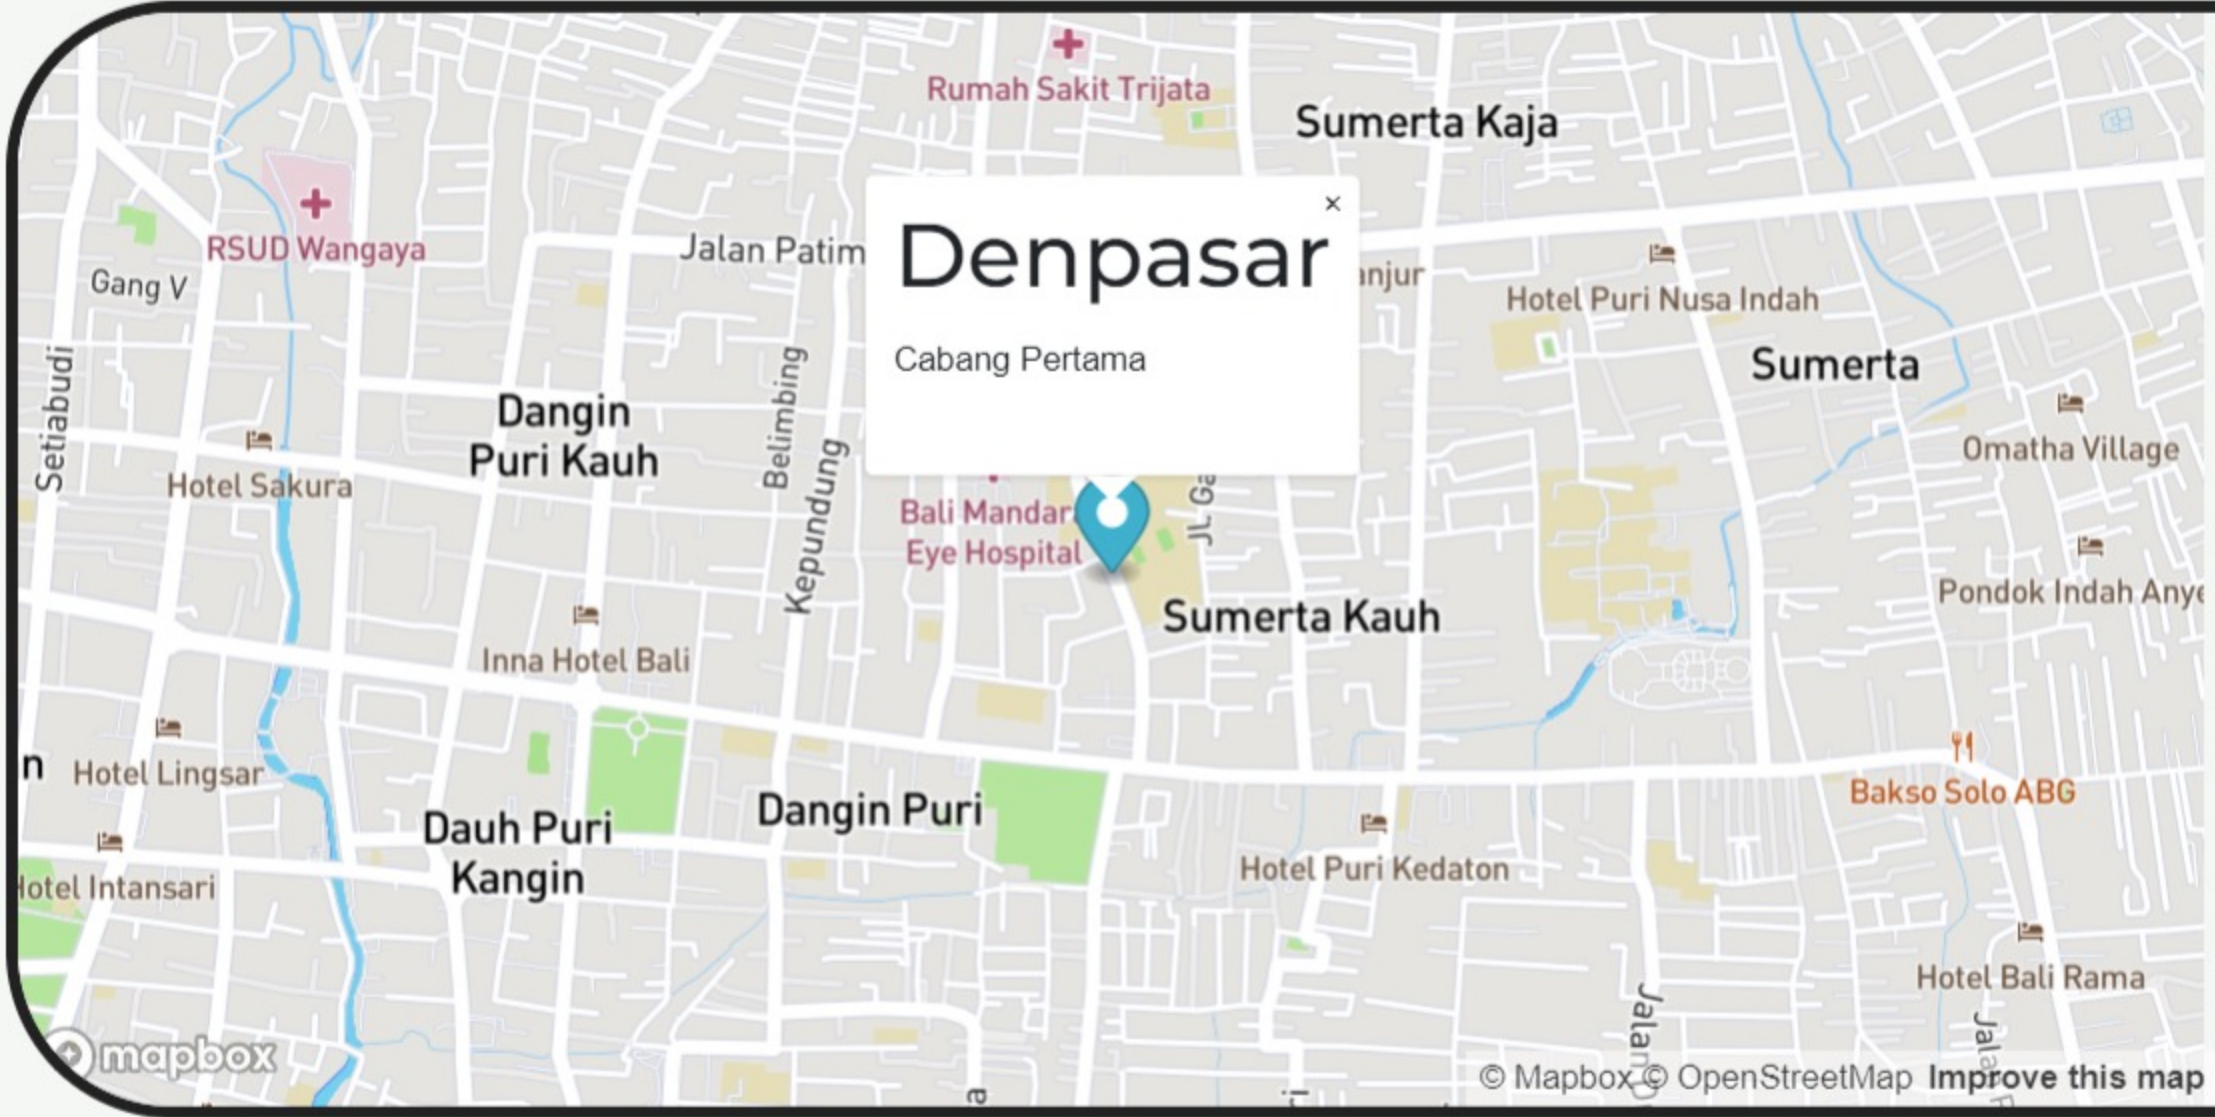 Rumah Sakit Trijata
Sumerta Kaja
RSUD Wangaya
Jalan Patim
Denpasar
×
anjur
Gang V
Hotel Puri Nusa Indah
Cabang Pertama
Sumerta
Setiabudi
Belimbing
Dangin
Puri Kauh
Omatha Village
Hotel Sakura
Kepundung
Bali Mandar
Eye Hospital
Jl. Ga
Pondok Indah Anye
Sumerta Kauh
Inna Hotel Bali
n
Hotel Lingsar
Bakso Solo ABG
Dangin Puri
Dauh Puri
Kangin
Hotel Puri Kedaton
Hotel Intansari
Hotel Bali Rama
Jalan
Jala
mapbox
a
ri
© Mapbox © OpenStreetMap Improve this map